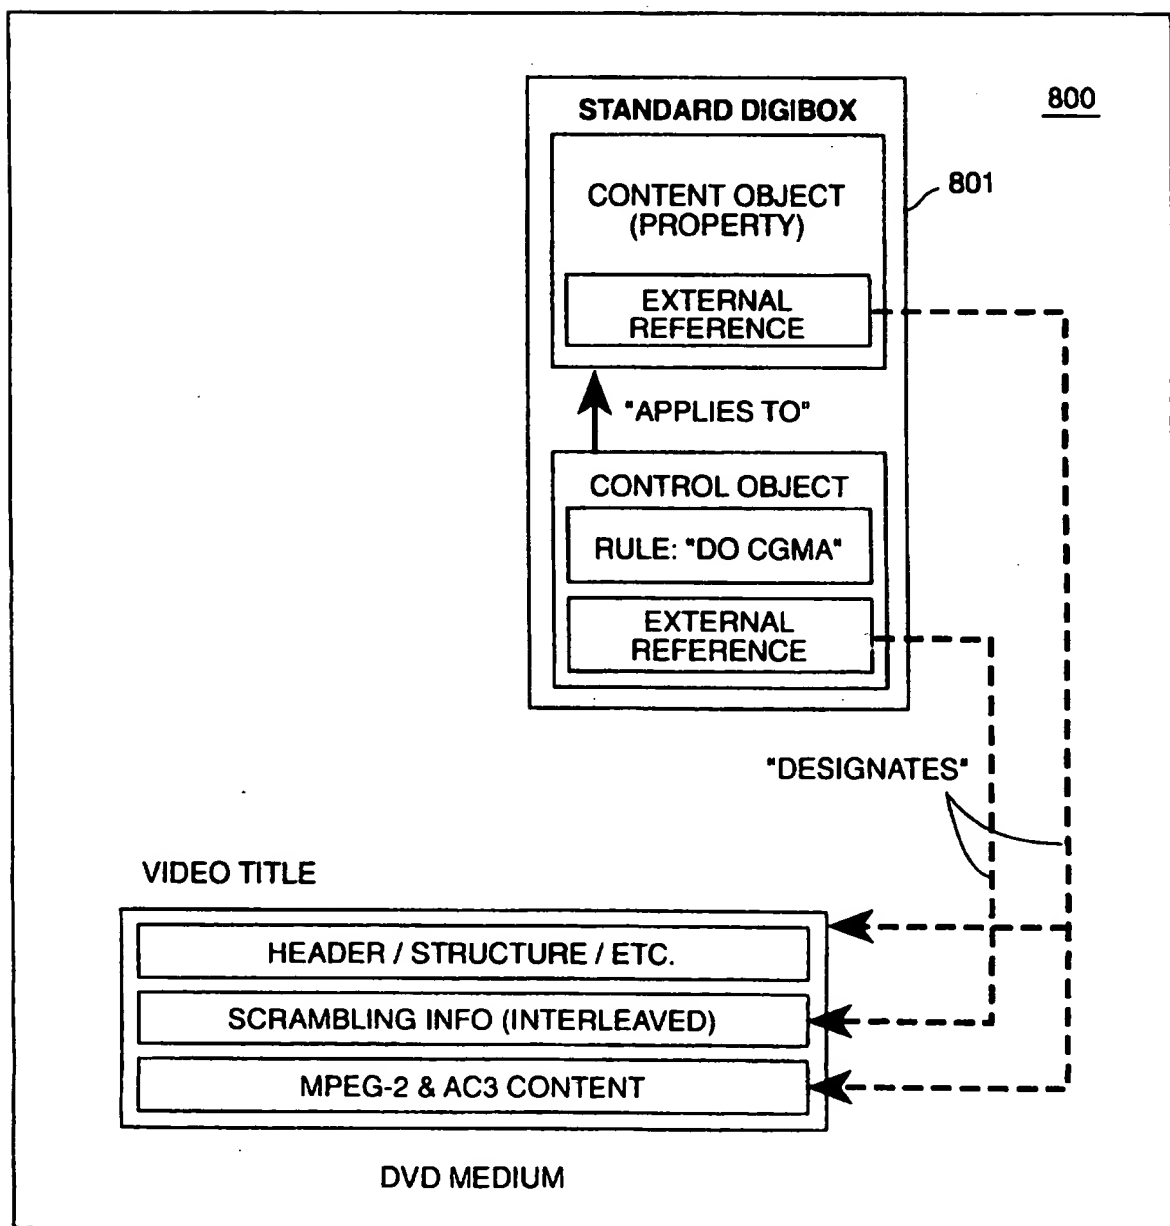 800
STANDARD DIGIBOX
801
CONTENT OBJECT
(PROPERTY)
EXTERNAL
REFERENCE
"APPLIES TO"
CONTROL OBJECT
RULE: "DO CGMA"
EXTERNAL
REFERENCE
"DESIGNATES"
VIDEO TITLE
HEADER / STRUCTURE / ETC.
SCRAMBLING INFO (INTERLEAVED)
MPEG-2 & AC3 CONTENT
DVD MEDIUM